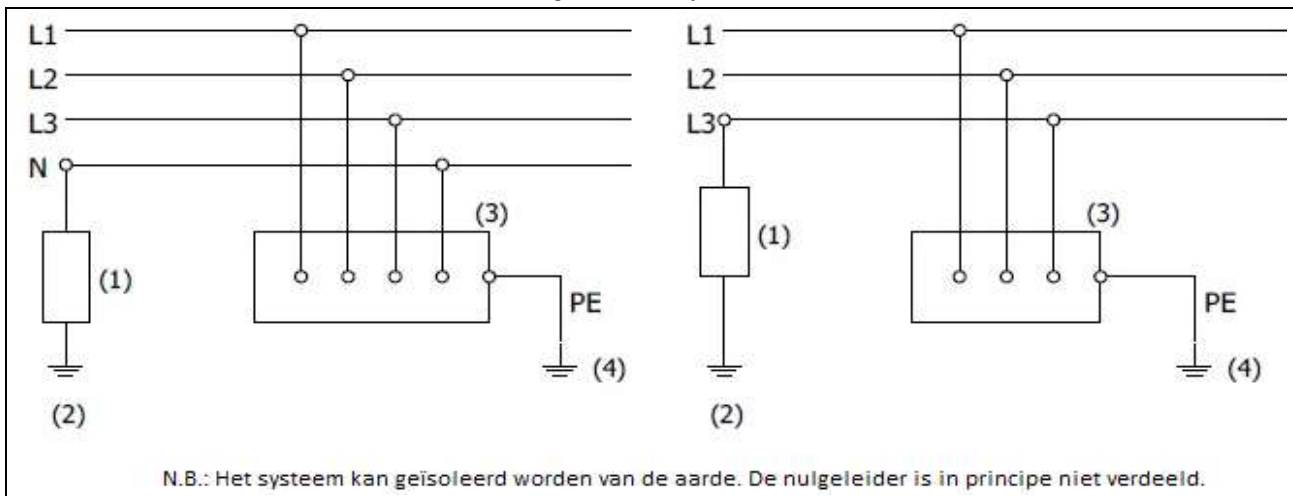 L1
L2
L3
N
(1)
(2)
(3)
PE
(4)
L1
L2
L3
(1)
(2)
(3)
PE
(4)
N.B.: Het systeem kan geïsoleerd worden van de aarde. De nulgeleider is in principe niet verdeeld.